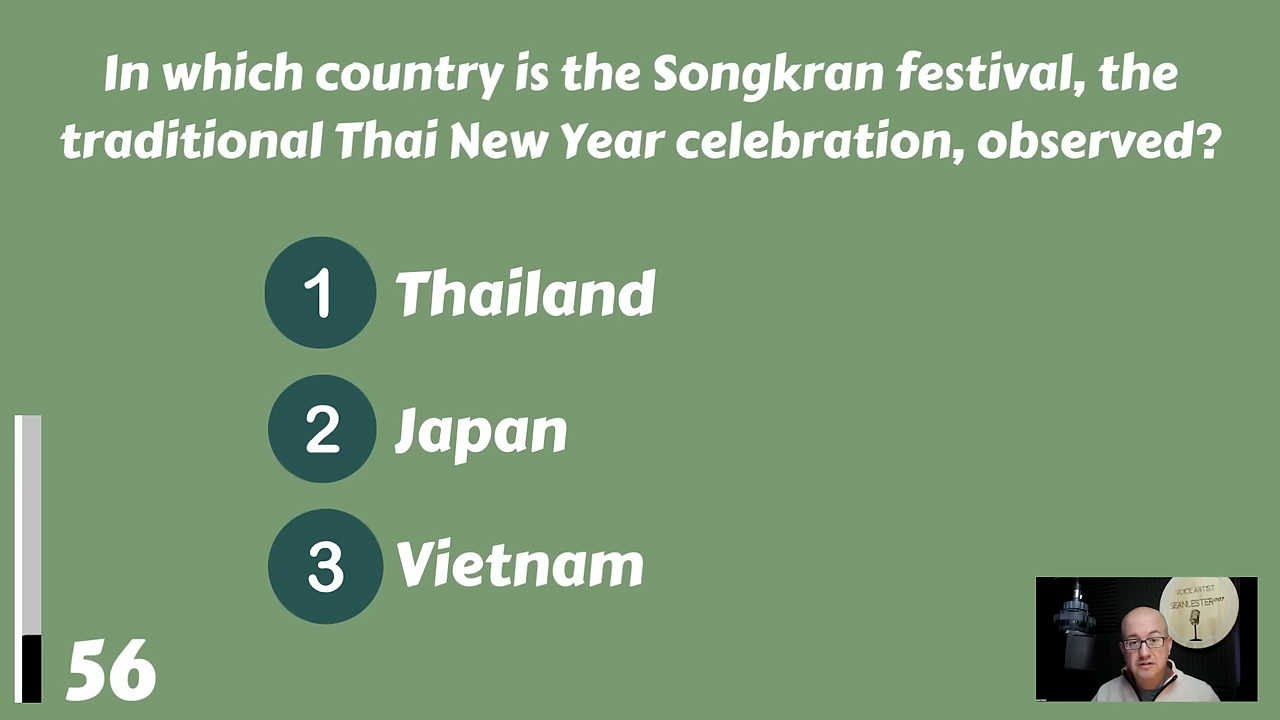 In which country is the Songkran festival, the
traditional Thai New Year celebration, observed?
1 Thailand
2 Japan
3 Vietnam
56
VOICE ARTIST
SEANLESTER